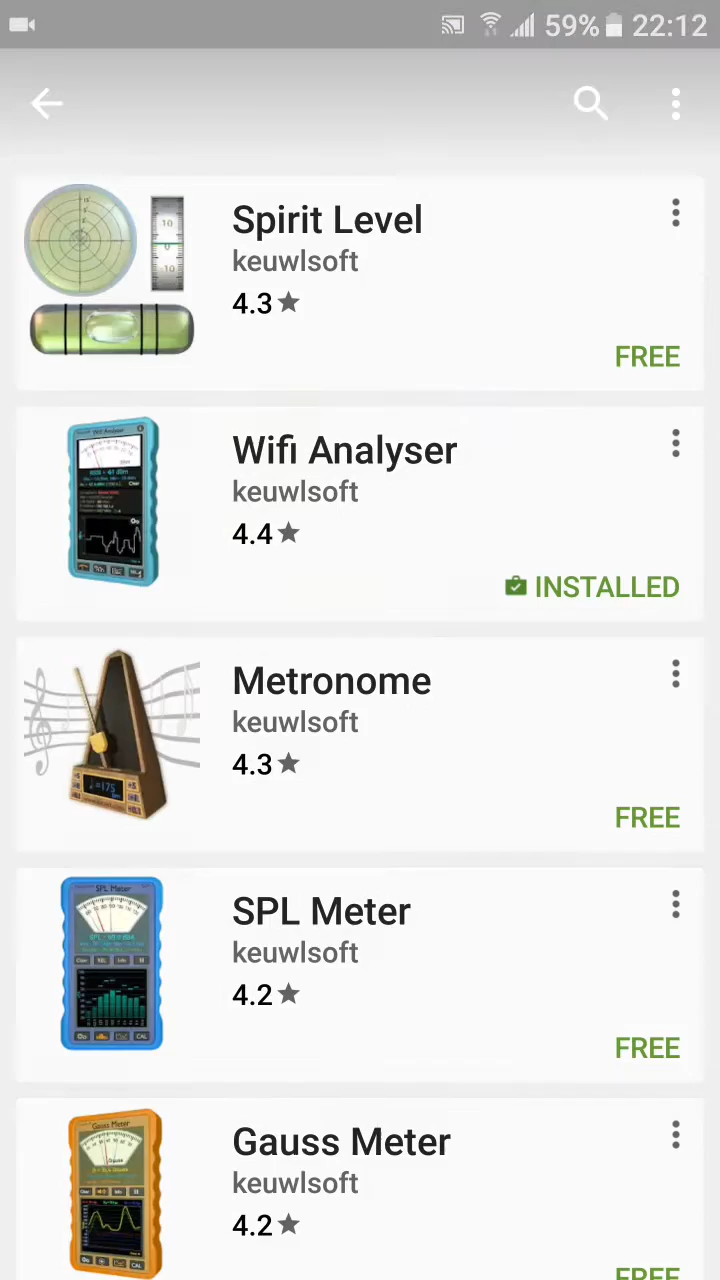 59% 22:12
Spirit Level
keuwlsoft
4.3
FREE
Wifi Analyser
keuwlsoft
4.4
INSTALLED
Metronome
keuwlsoft
4.3
FREE
SPL Meter
keuwlsoft
4.2
FREE
Gauss Meter
keuwlsoft
4.2
FREE